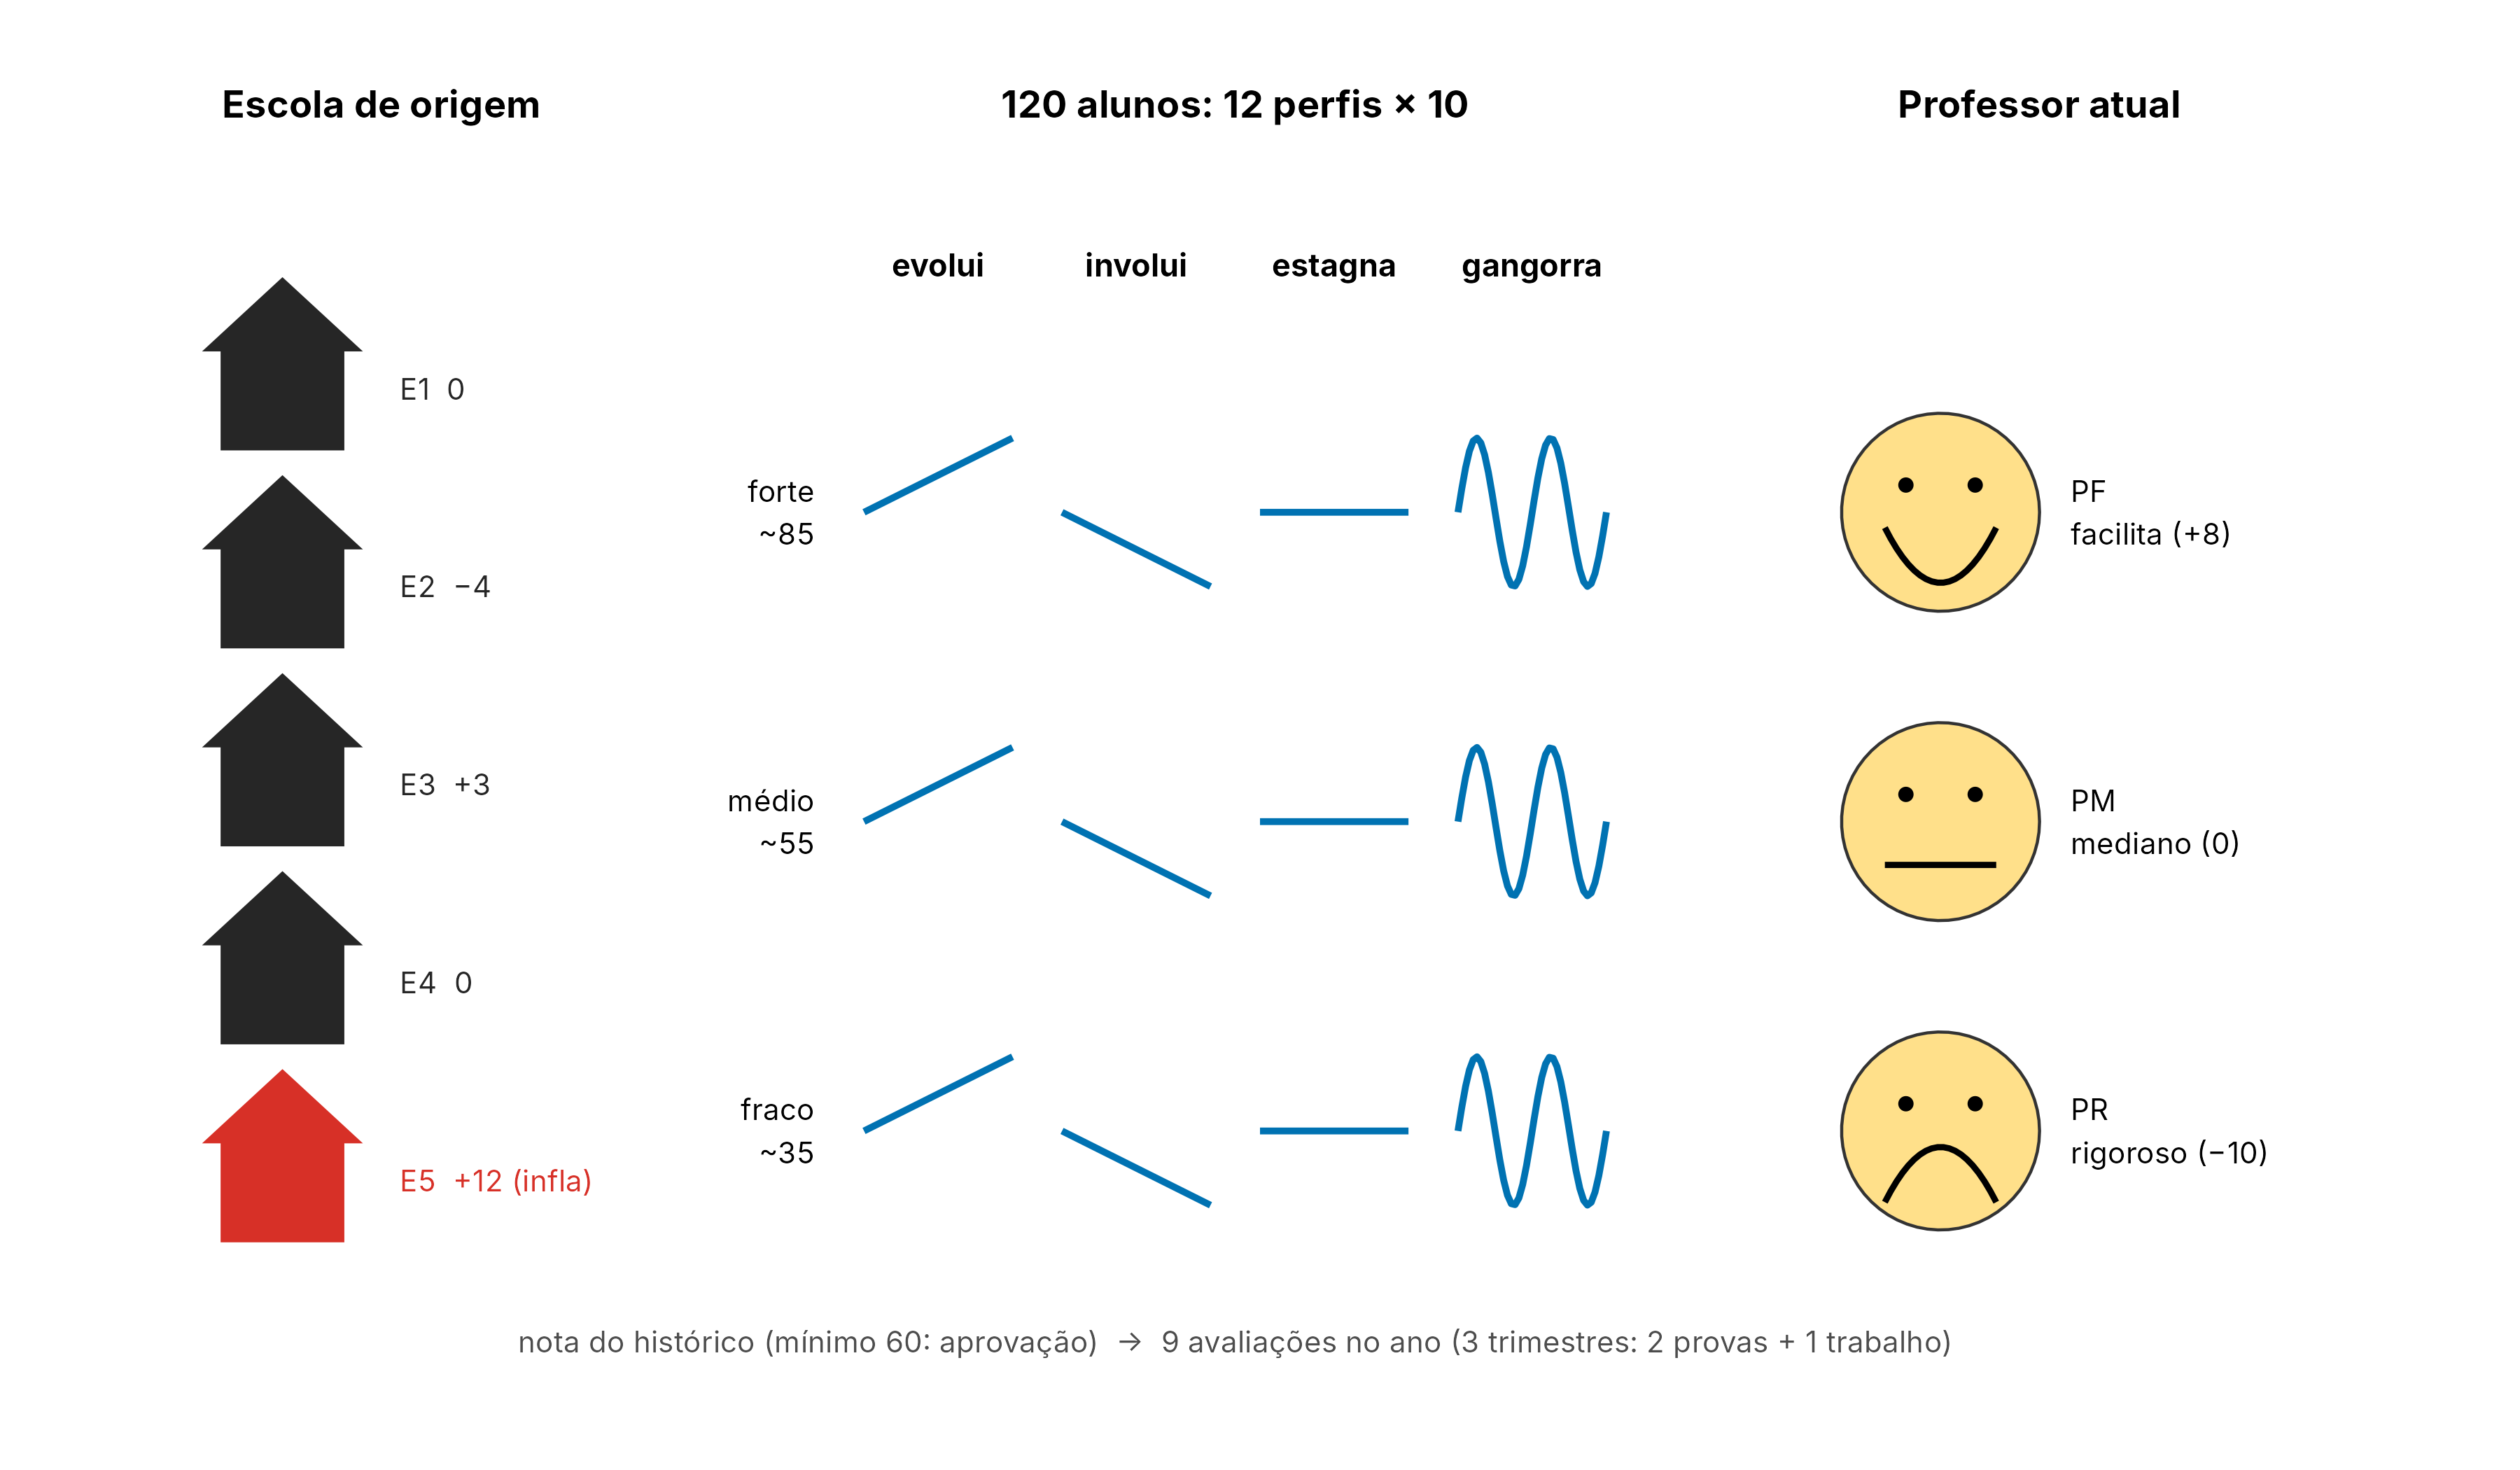 Escola de origem
120 alunos: 12 perfis × 10
Professor atual
evolui
involui
estagna
gangorra
E1 0
E2 −4
E3 +3
E4 0
E5 +12 (infla)
forte
~85
médio
~55
fraco
~35
PF
facilita (+8)
PM
mediano (0)
PR
rigoroso (−10)
nota do histórico (mínimo 60: aprovação) → 9 avaliações no ano (3 trimestres: 2 provas + 1 trabalho)